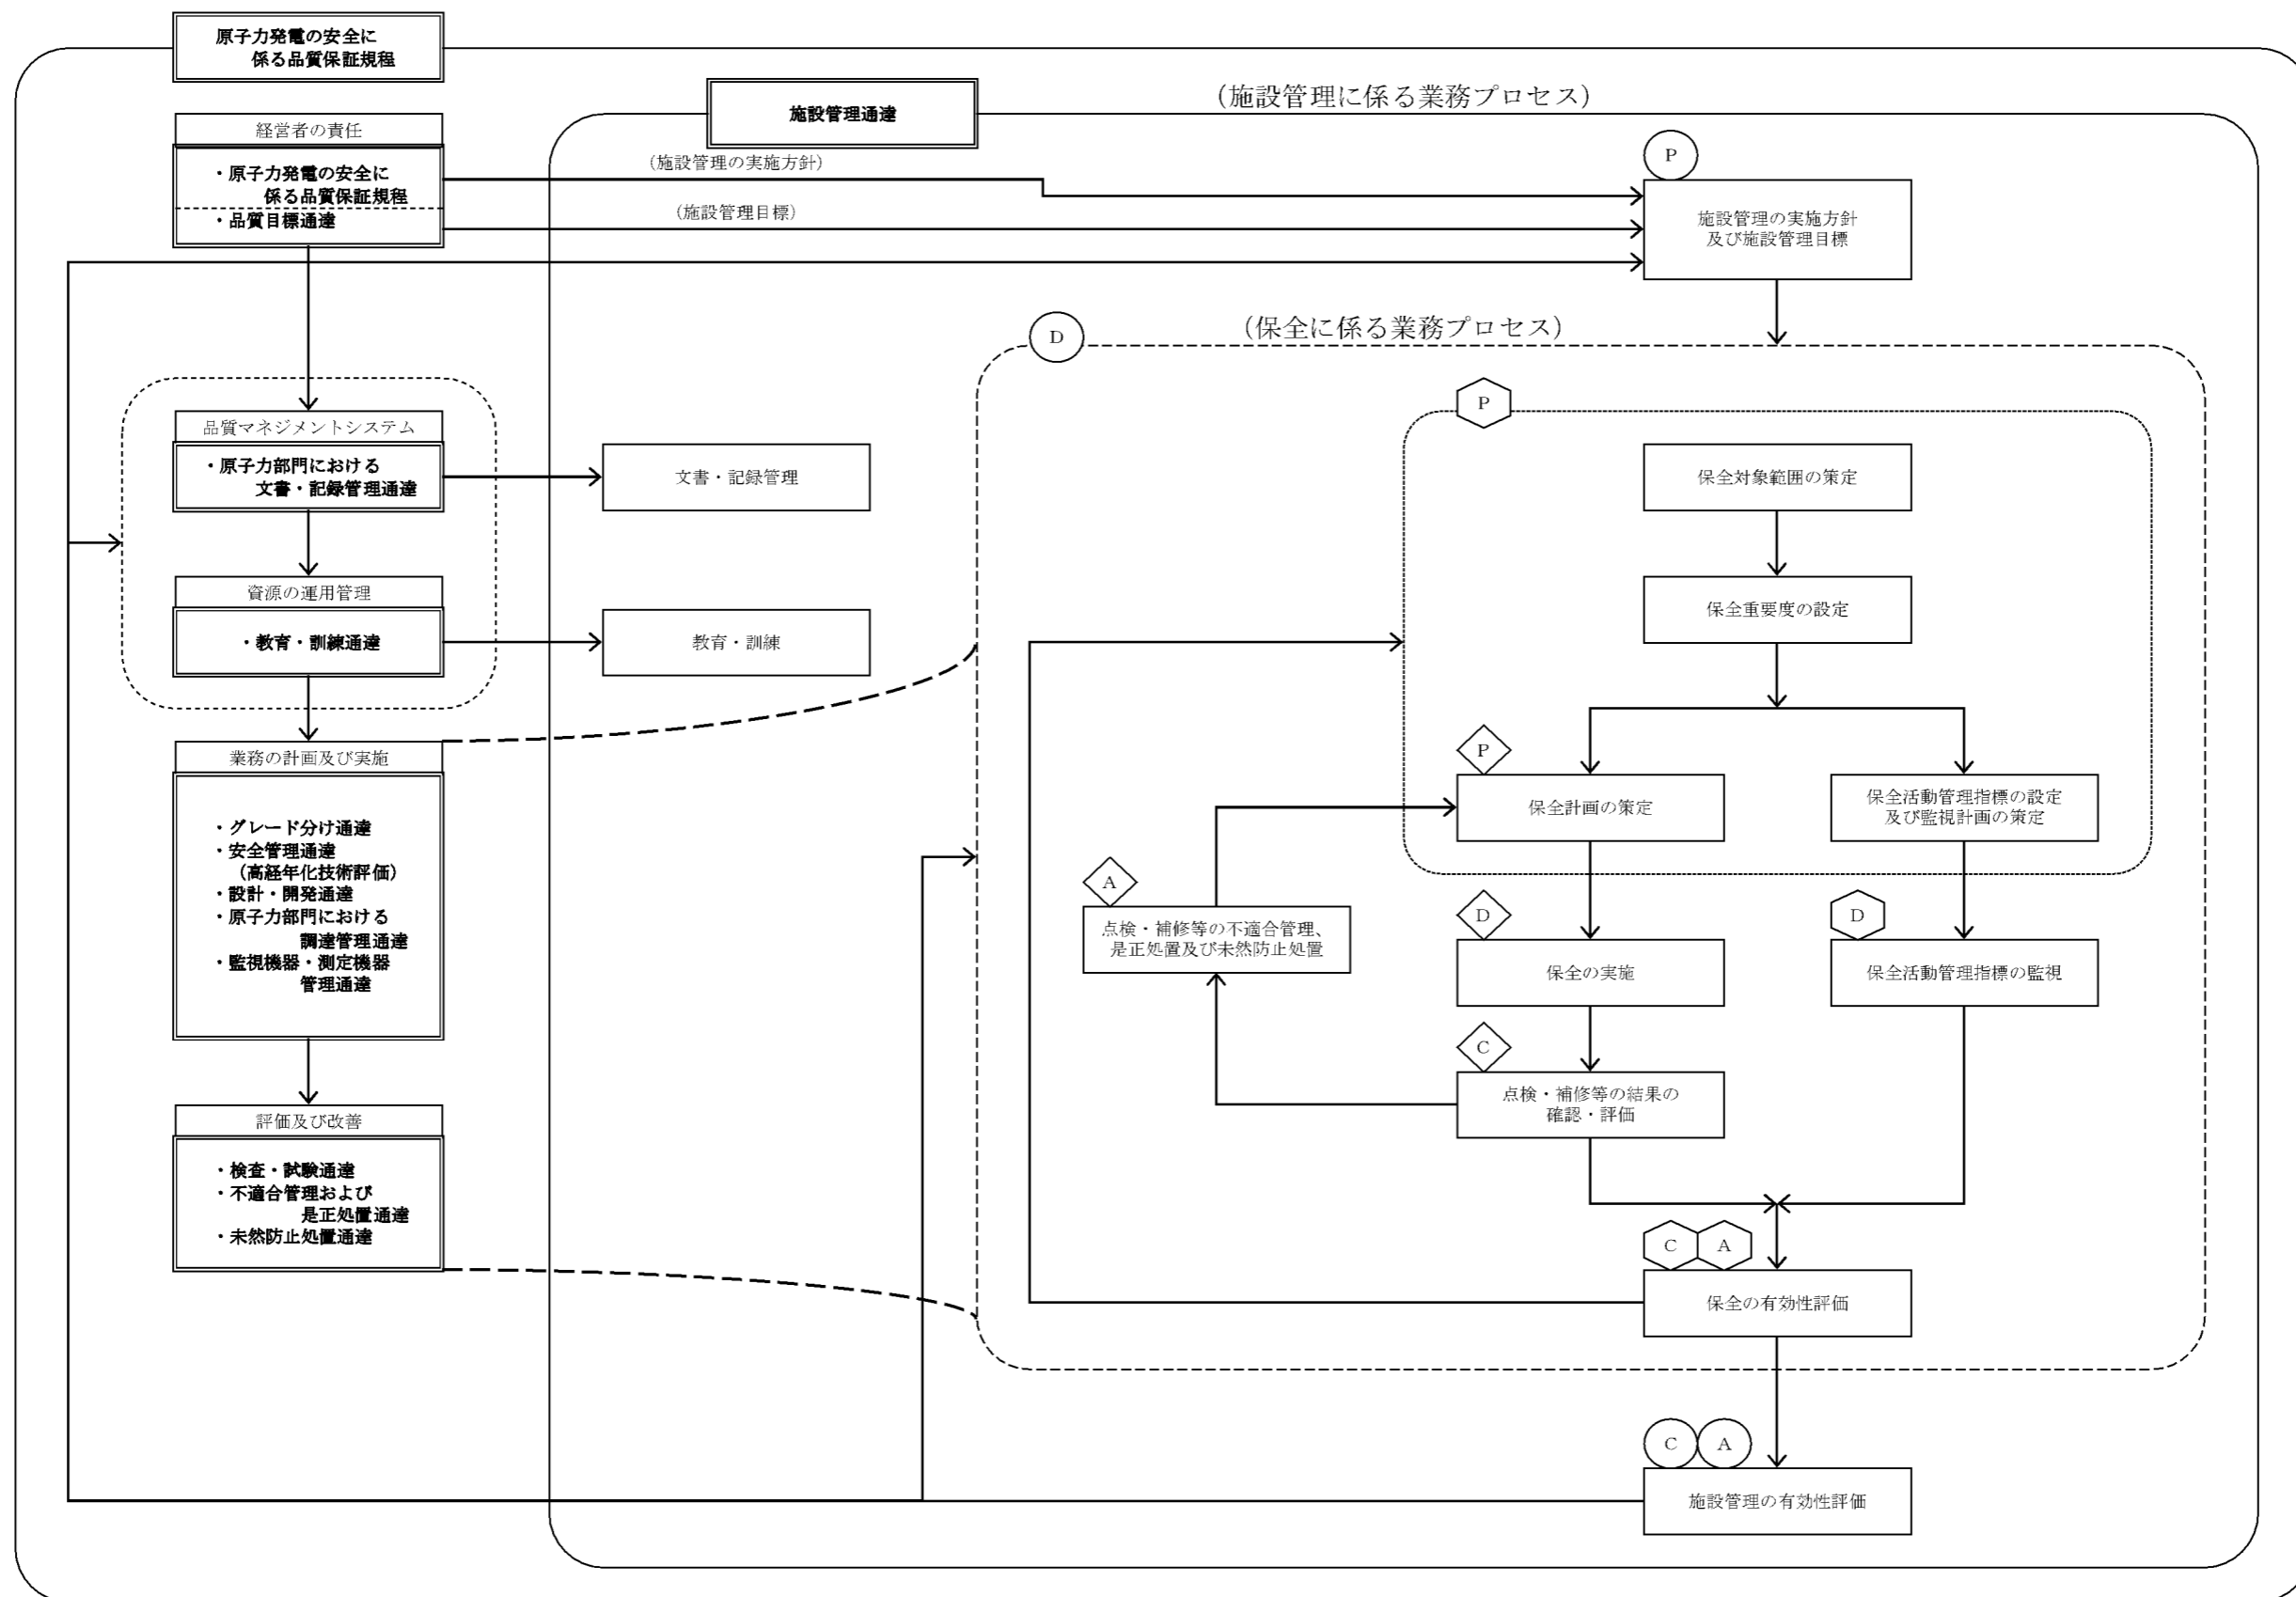 原子力発電の安全に
係る品質保証規程
施設管理通達
（施設管理に係る業務プロセス）
経営者の責任
・原子力発電の安全に
係る品質保証規程
・品質目標通達
（施設管理の実施方針）
（施設管理目標）
P
施設管理の実施方針
及び施設管理目標
D
（保全に係る業務プロセス）
品質マネジメントシステム
・原子力部門における
文書・記録管理通達
文書・記録管理
資源の運用管理
・教育・訓練通達
教育・訓練
業務の計画及び実施
・グレード分け通達
・安全管理通達
（高経年化技術評価）
・設計・開発通達
・原子力部門における
調達管理通達
・監視機器・測定機器
管理通達
評価及び改善
・検査・試験通達
・不適合管理および
是正処置通達
・未然防止処置通達
P
保全対象範囲の策定
保全重要度の設定
P
保全計画の策定
保全活動管理指標の設定
及び監視計画の策定
A
点検・補修等の不適合管理、
是正処置及び未然防止処置
D
保全の実施
D
保全活動管理指標の監視
C
点検・補修等の結果の
確認・評価
C
A
保全の有効性評価
C
A
施設管理の有効性評価